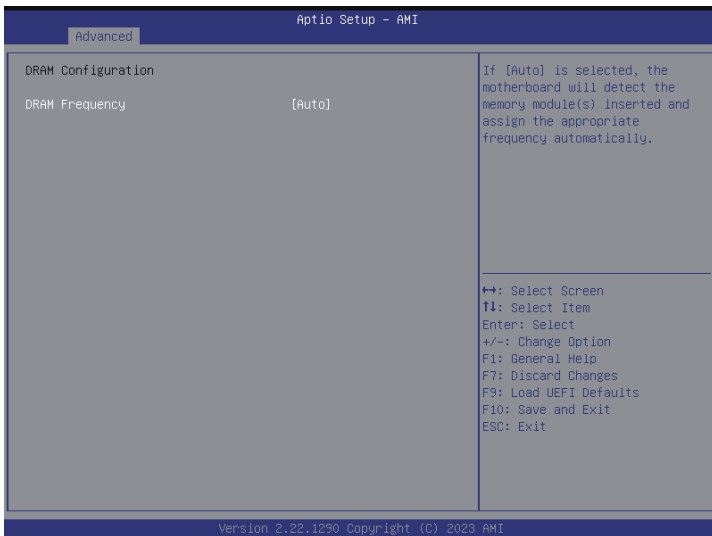 Aptio Setup – AMI
Advanced
DRAM Configuration
DRAM Frequency [Auto]
If [Auto] is selected, the
motherboard will detect the
memory module(s) inserted and
assign the appropriate
frequency automatically.
↔: Select Screen
↑↓: Select Item
Enter: Select
+/-: Change Option
F1: General Help
F7: Discard Changes
F9: Load UEFI Defaults
F10: Save and Exit
ESC: Exit
Version 2.22.1290 Copyright (C) 2023 AMI